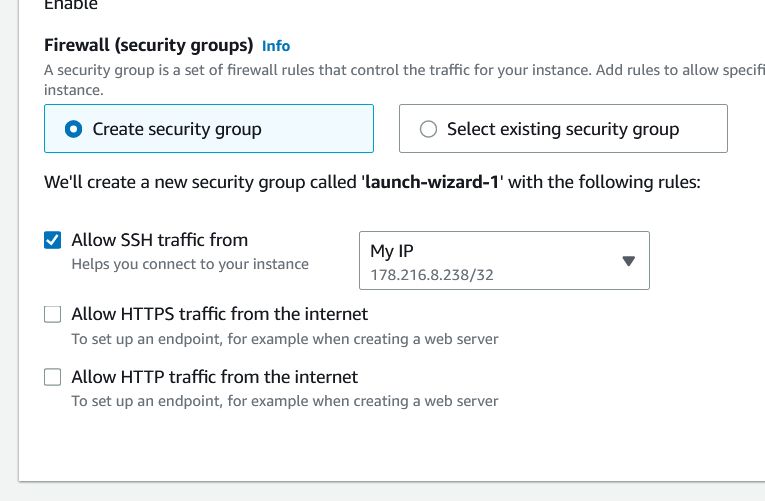 Enable
Firewall (security groups) Info
A security group is a set of firewall rules that control the traffic for your instance. Add rules to allow
instance.
Create security group
Select existing security group
We'll create a new security group called 'launch-wizard-1' with the following rules:
Allow SSH traffic from
Helps you connect to your instance
My IP
178.216.8.238/32
Allow HTTPS traffic from the internet
To set up an endpoint, for example when creating a web server
Allow HTTP traffic from the internet
To set up an endpoint, for example when creating a web server